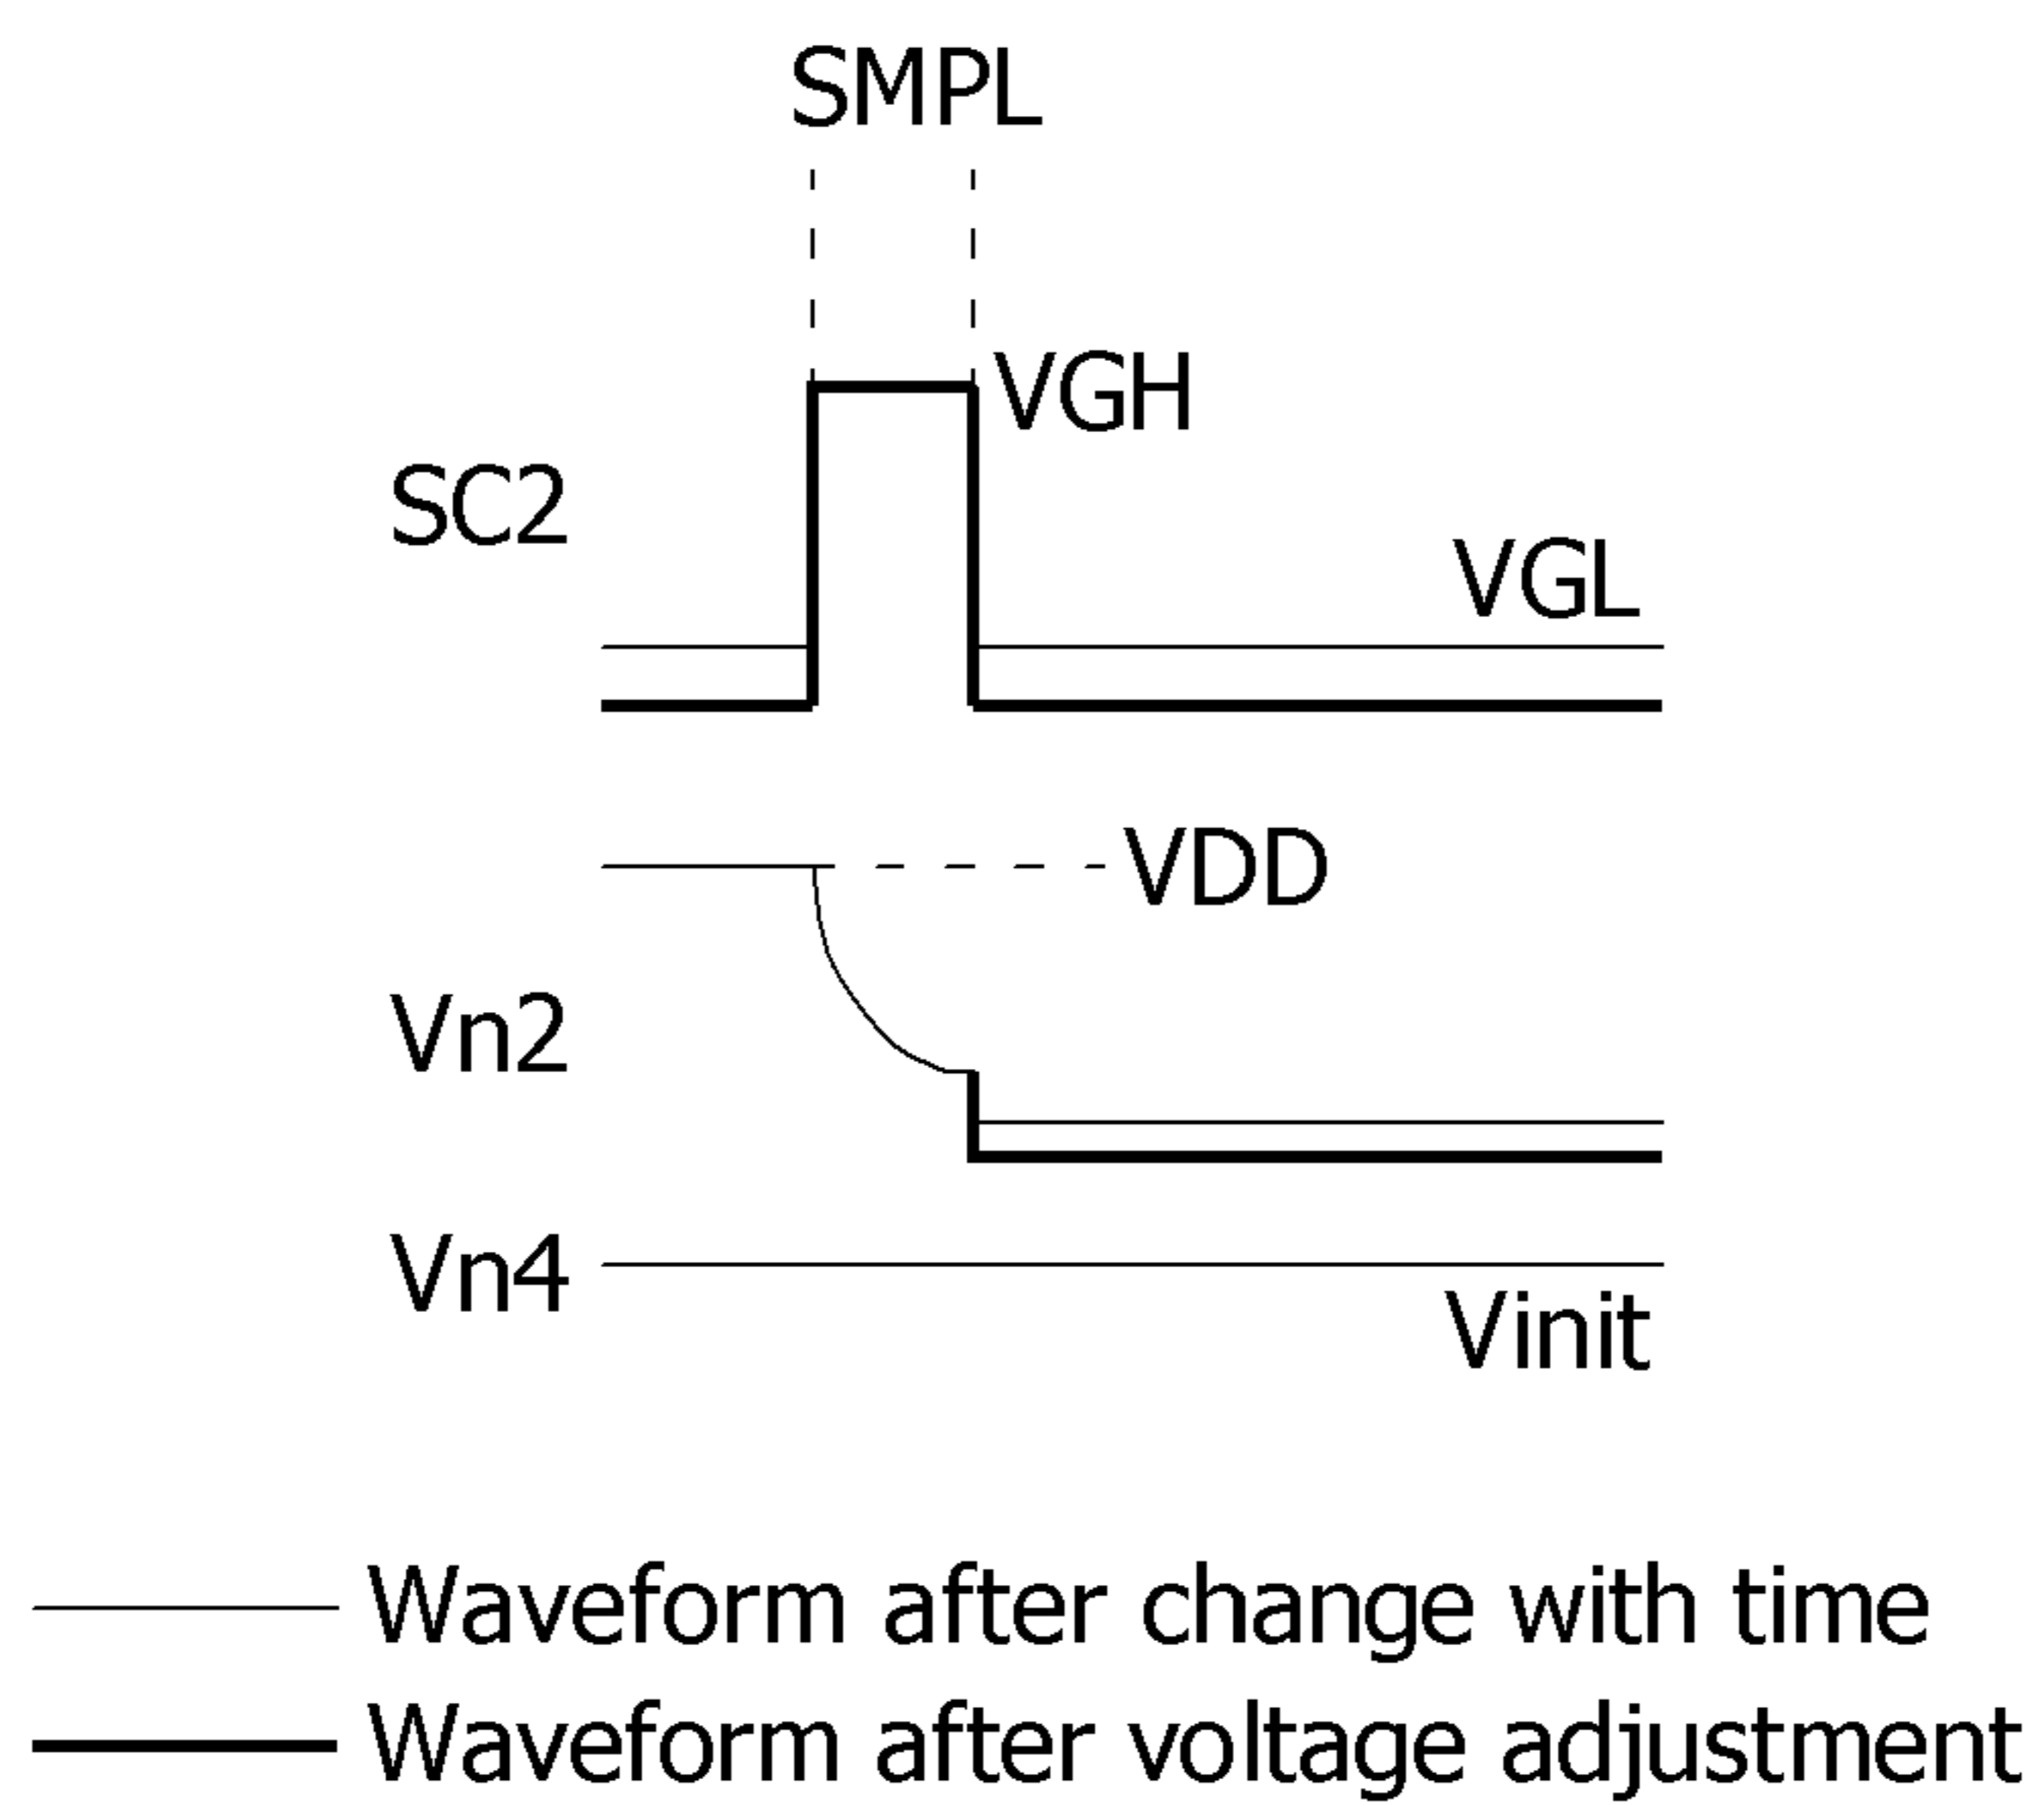 SMPL
VGH
SC2
VGL
VDD
Vn2
Vn4
Vinit
Waveform after change with time
Waveform after voltage adjustment